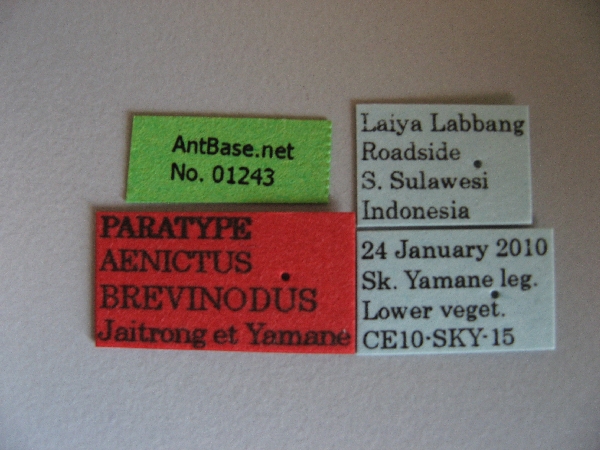 AntBase.net
No. 01243
Laiya Labbang
Roadside
S. Sulawesi
Indonesia
PARATYPE
AENICTUS
BREVINODUS
Jaitrong et Yamane
24 January 2010
Sk. Yamane leg.
Lower veget.
CE10-SKY-15